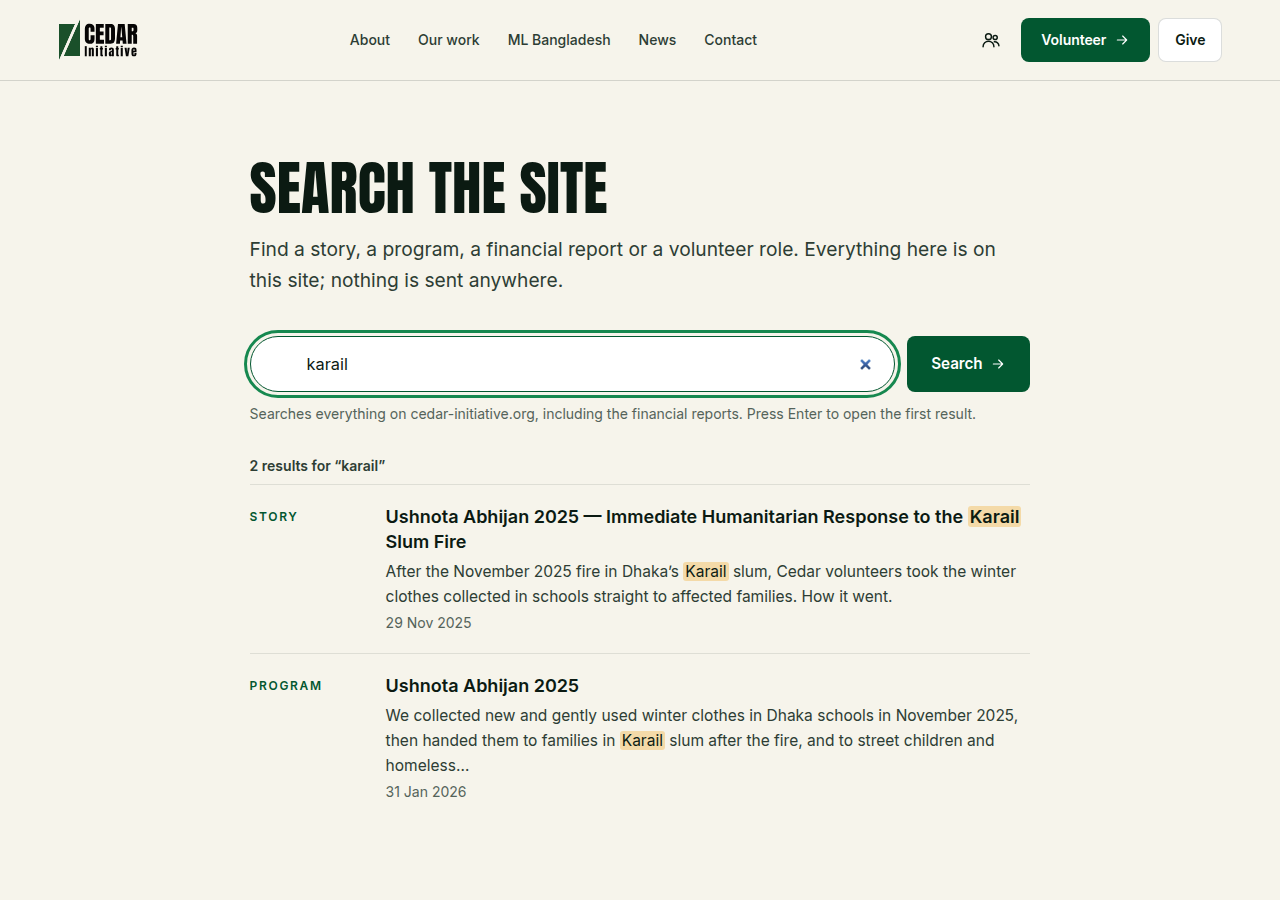 CEDAR
Initiative
About
Our work
ML Bangladesh
News
Contact
Volunteer
Give
SEARCH THE SITE
Find a story, a program, a financial report or a volunteer role. Everything here is on
this site; nothing is sent anywhere.
karail
Search
Searches everything on cedar-initiative.org, including the financial reports. Press Enter to open the first result.
2 results for “karail”
STORY
Ushnota Abhijan 2025 — Immediate Humanitarian Response to the Karail
Slum Fire
After the November 2025 fire in Dhaka’s Karail slum, Cedar volunteers took the winter
clothes collected in schools straight to affected families. How it went.
29 Nov 2025
PROGRAM
Ushnota Abhijan 2025
We collected new and gently used winter clothes in Dhaka schools in November 2025,
then handed them to families in Karail slum after the fire, and to street children and
homeless…
31 Jan 2026